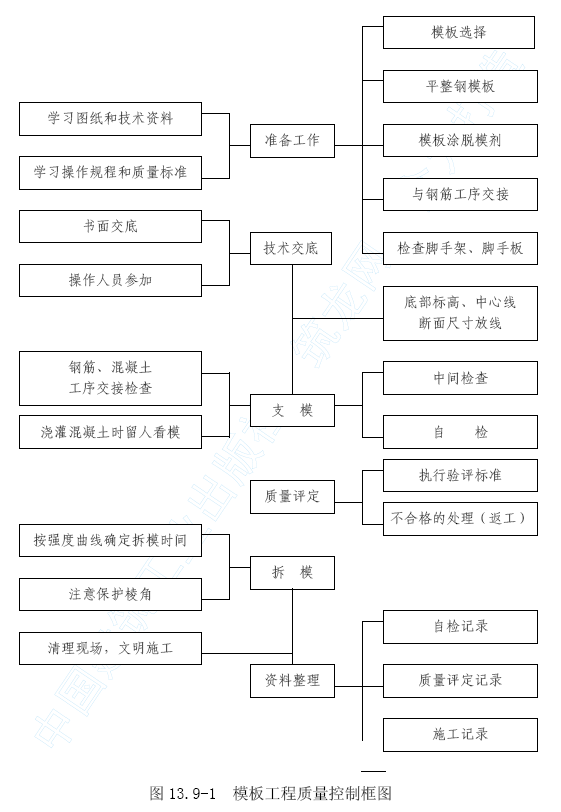 模板选择
平整钢模板
学习图纸和技术资料
准备工作
模板涂脱模剂
学习操作规程和质量标准
与钢筋工序交接
书面交底
技术交底
检查脚手架、脚手板
操作人员参加
底部标高、中心线
断面尺寸放线
钢筋、混凝土
工序交接检查
中间检查
支 模
浇灌混凝土时留人看模
自 检
执行验评标准
质量评定
不合格的处理（返工）
按强度曲线确定拆模时间
拆 模
注意保护棱角
自检记录
清理现场，文明施工
资料整理
质量评定记录
施工记录
图 13.9-1 模板工程质量控制框图